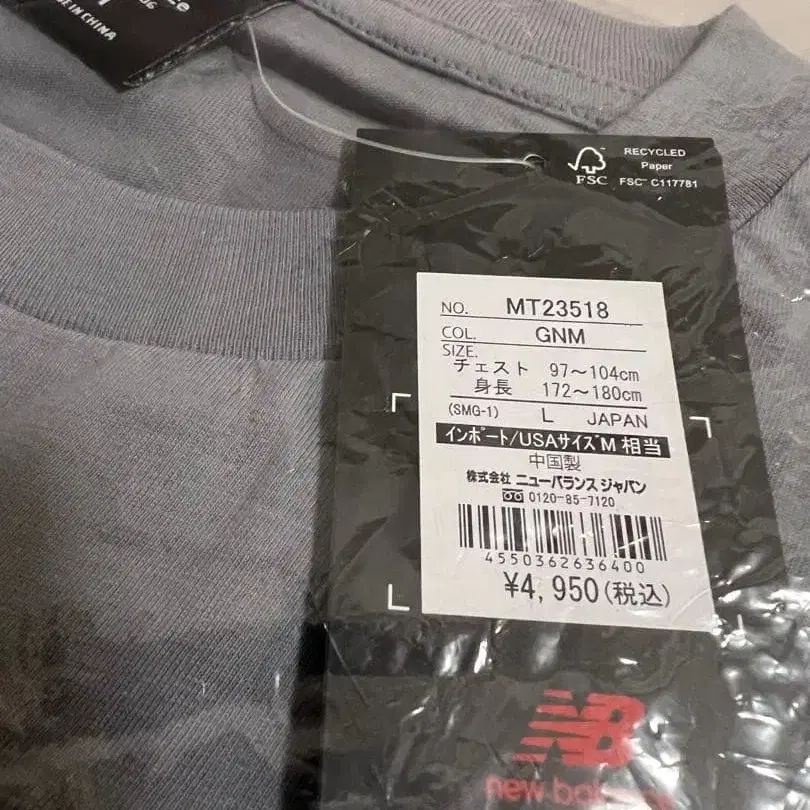 MADE IN CHINA
FSC
RECYCLED
Paper
FSC™ C117781
NO. MT23518
COL. GNM
SIZE.
チェスト 97～104cm
身長 172～180cm
(SMG-1) L JAPAN
インポート/USAサイズM相当
中国製
株式会社 ニューバランス ジャパン
0120-85-7120
4550362636400
¥4,950(税込)
NB
new balance